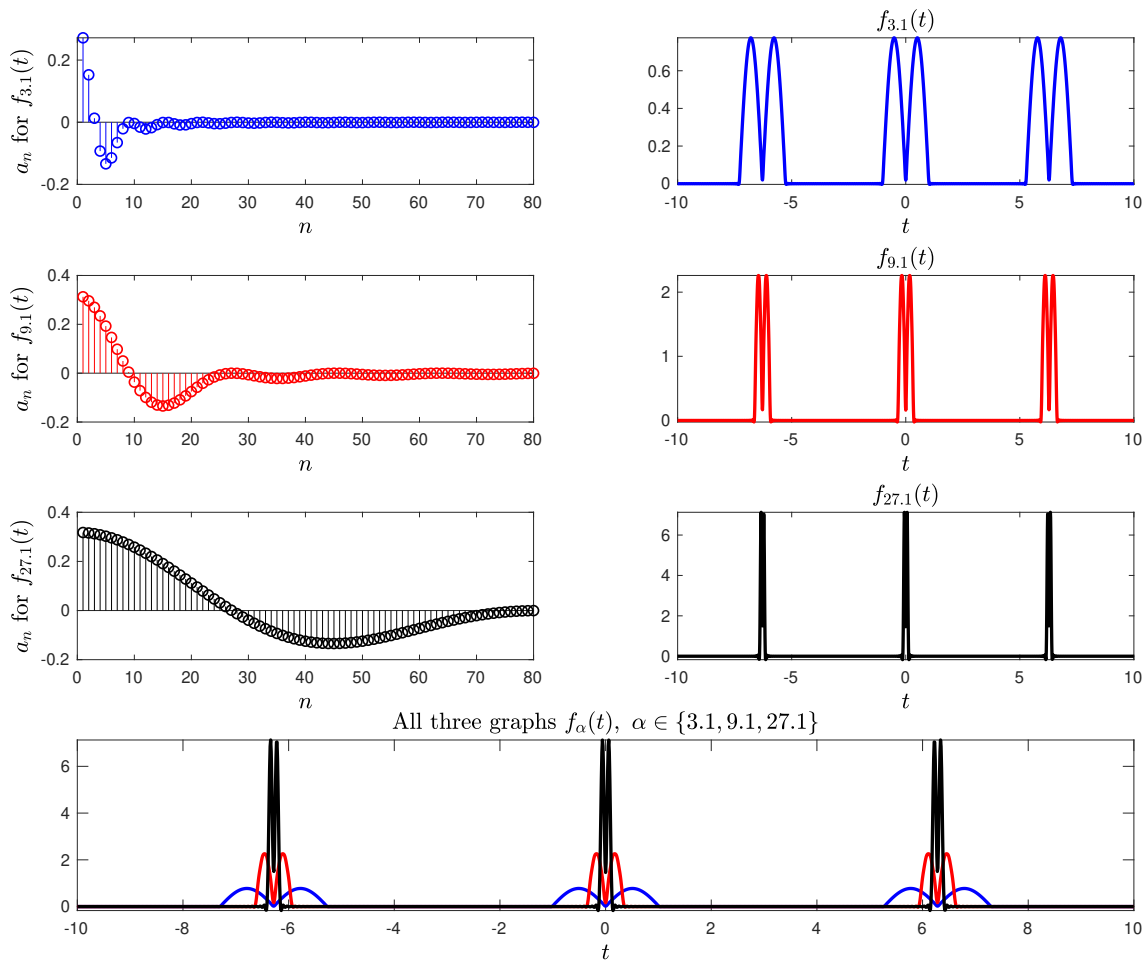 $f_{3.1}(t)$
$a_n$ for $f_{3.1}(t)$
0.2
0
-0.2
0 10 20 30 40 50 60 70 80
$n$
0.6
0.4
0.2
0
-10 -5 0 5 10
$t$
$f_{9.1}(t)$
$a_n$ for $f_{9.1}(t)$
0.4
0.2
0
-0.2
0 10 20 30 40 50 60 70 80
$n$
2
1
0
-10 -5 0 5 10
$t$
$f_{27.1}(t)$
$a_n$ for $f_{27.1}(t)$
0.4
0.2
0
-0.2
0 10 20 30 40 50 60 70 80
$n$
6
4
2
0
-10 -5 0 5 10
$t$
All three graphs $f_\alpha(t),\ \alpha \in \{3.1, 9.1, 27.1\}$
6
4
2
0
-10 -8 -6 -4 -2 0 2 4 6 8 10
$t$